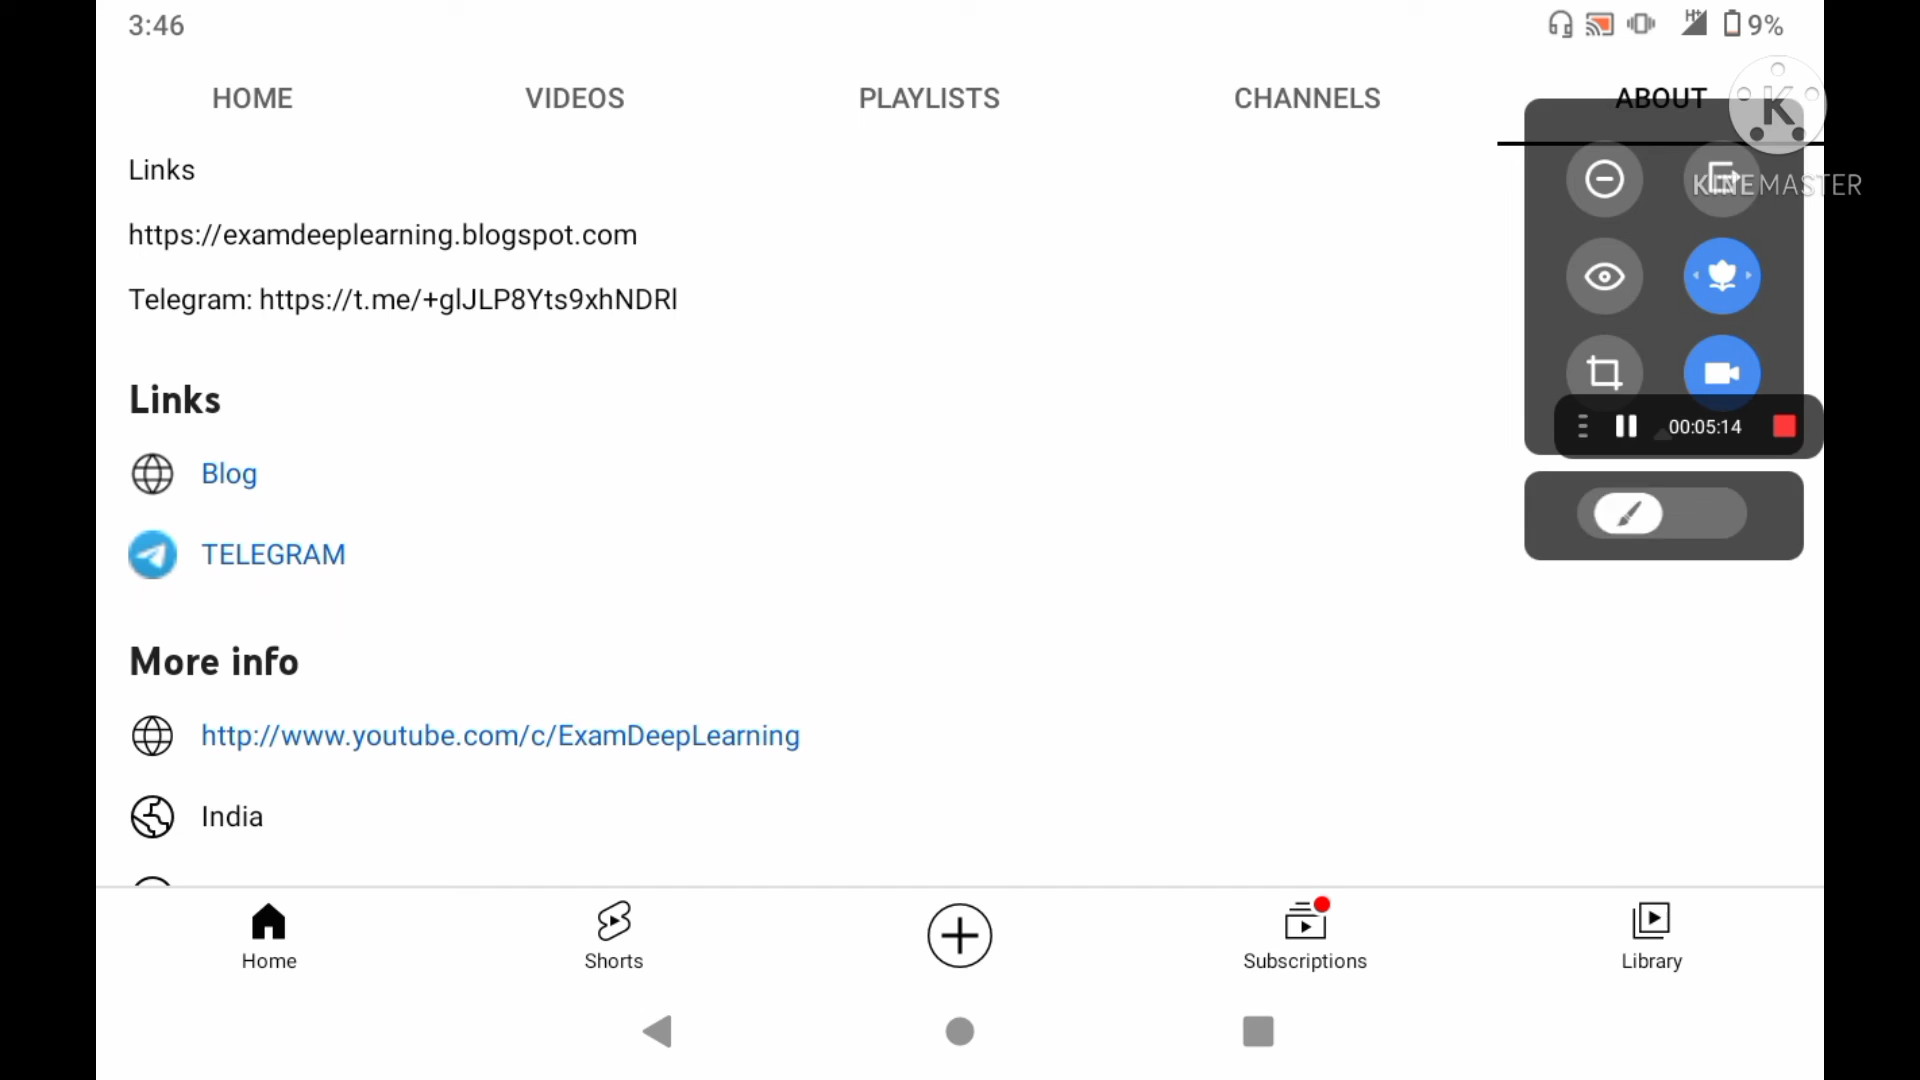 3:46
9%
HOME VIDEOS PLAYLISTS CHANNELS ABOUT
K
KINEMASTER
Links
https://examdeeplearning.blogspot.com
Telegram: https://t.me/+glJLP8Yts9xhNDRl
00:05:14
Links
Blog
TELEGRAM
More info
http://www.youtube.com/c/ExamDeepLearning
India
Home Shorts Subscriptions Library